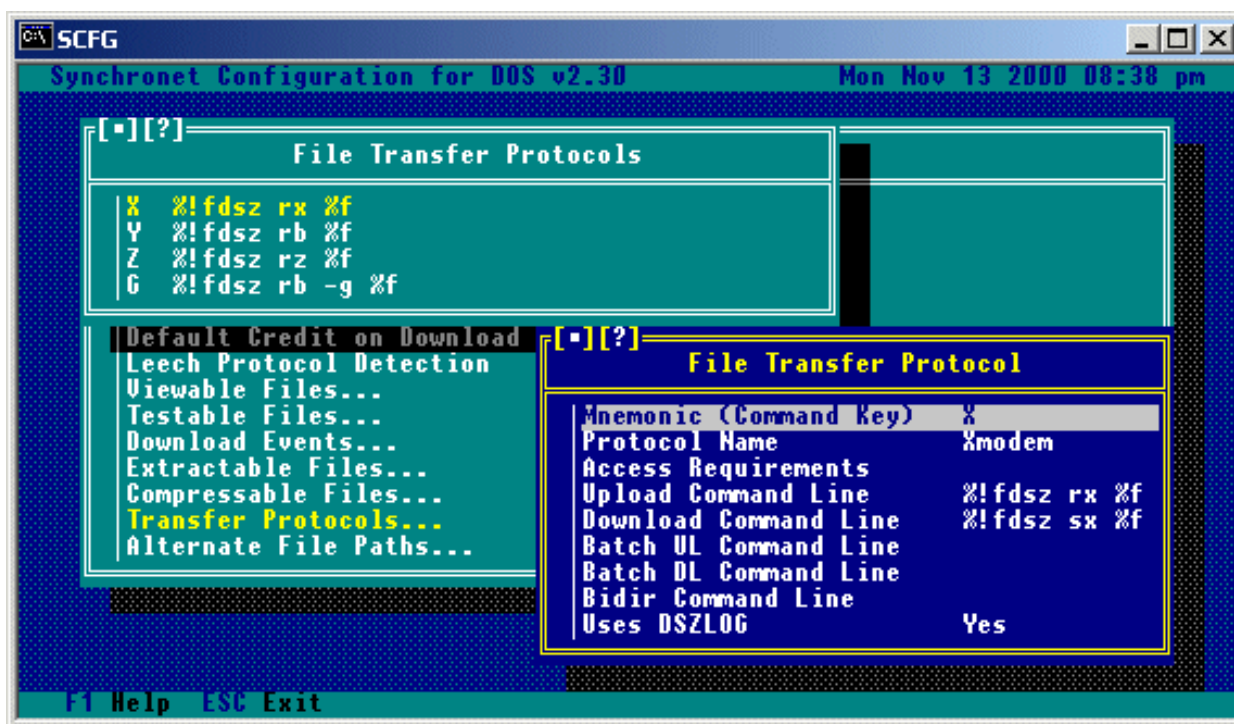 SCFG
Synchronet Configuration for DOS v2.30 Mon Nov 13 2000 08:38 pm
[▪][?]
File Transfer Protocols
X %!fdsz rx %f
Y %!fdsz rb %f
Z %!fdsz rz %f
G %!fdsz rb -g %f
Default Credit on Download
Leech Protocol Detection
Viewable Files...
Testable Files...
Download Events...
Extractable Files...
Compressable Files...
Transfer Protocols...
Alternate File Paths...
[▪][?]
File Transfer Protocol
Mnemonic (Command Key) X
Protocol Name Xmodem
Access Requirements
Upload Command Line %!fdsz rx %f
Download Command Line %!fdsz sx %f
Batch UL Command Line
Batch DL Command Line
Bidir Command Line
Uses DSZLOG Yes
F1 Help ESC Exit